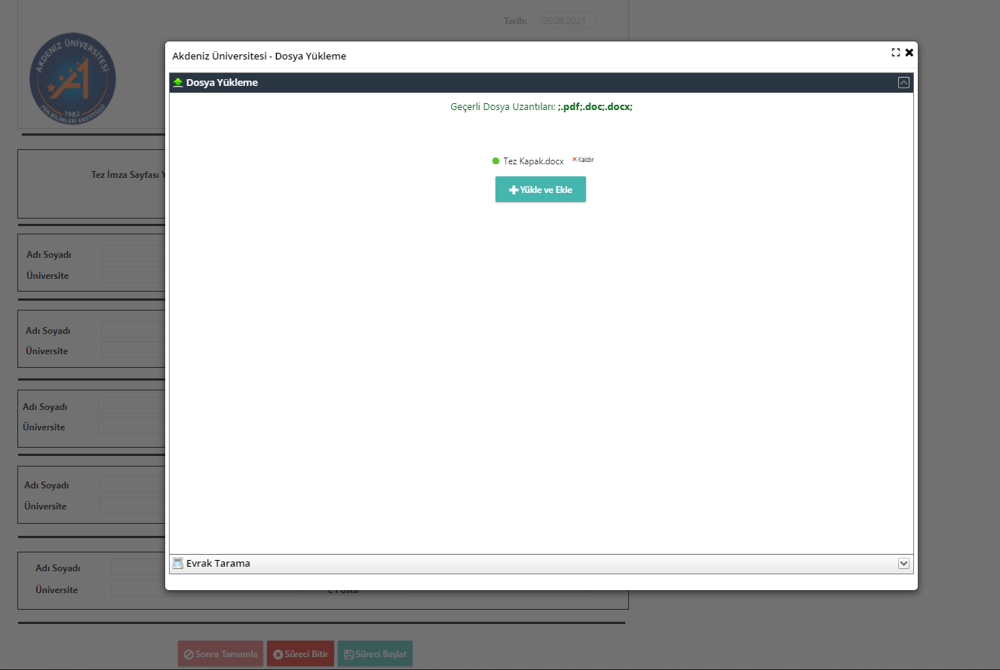 Tarih: 30.06.2021
AKDENİZ ÜNİVERSİTESİ
1982
FEN BİLİMLERİ ENSTİTÜSÜ
Akdeniz Üniversitesi - Dosya Yükleme
Dosya Yükleme
Geçerli Dosya Uzantıları: ;.pdf;.doc;.docx;
Tez Kapak.docx Kaldır
Yükle ve Ekle
Tez İmza Sayfası
Adı Soyadı
Üniversite
Adı Soyadı
Üniversite
Adı Soyadı
Üniversite
Adı Soyadı
Üniversite
Evrak Tarama
Adı Soyadı
Üniversite
Sonra Tamamla Süreci Bitir Süreci Başlat